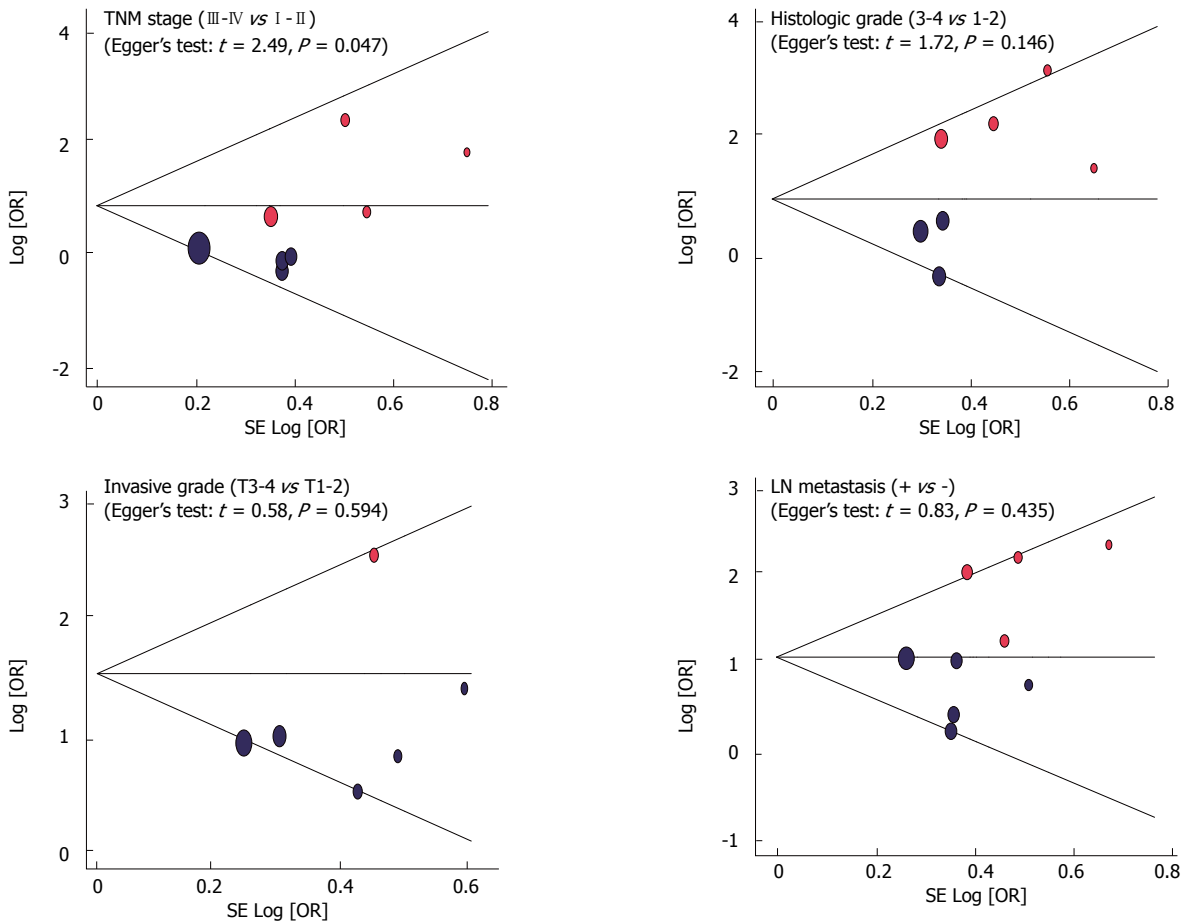 TNM stage (Ⅲ-Ⅳ vs Ⅰ-Ⅱ)
(Egger's test: t = 2.49, P = 0.047)
4
2
0
-2
Log [OR]
0 0.2 0.4 0.6 0.8
SE Log [OR]
Histologic grade (3-4 vs 1-2)
(Egger's test: t = 1.72, P = 0.146)
4
2
0
-2
Log [OR]
0 0.2 0.4 0.6 0.8
SE Log [OR]
Invasive grade (T3-4 vs T1-2)
(Egger's test: t = 0.58, P = 0.594)
3
2
1
0
Log [OR]
0 0.2 0.4 0.6
SE Log [OR]
LN metastasis (+ vs -)
(Egger's test: t = 0.83, P = 0.435)
3
2
1
0
-1
Log [OR]
0 0.2 0.4 0.6 0.8
SE Log [OR]